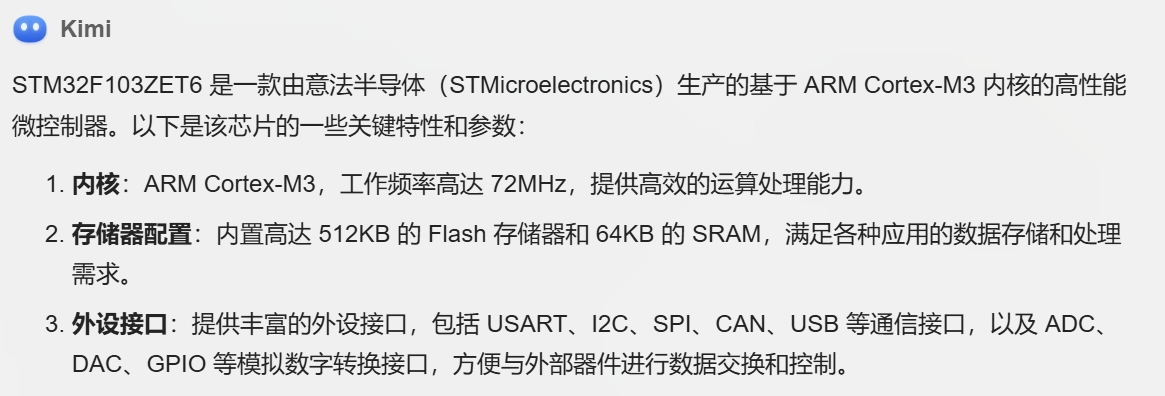 Kimi
STM32F103ZET6 是一款由意法半导体（STMicroelectronics）生产的基于 ARM Cortex-M3 内核的高性能
微控制器。以下是该芯片的一些关键特性和参数：
1. 内核：ARM Cortex-M3，工作频率高达 72MHz，提供高效的运算处理能力。
2. 存储器配置：内置高达 512KB 的 Flash 存储器和 64KB 的 SRAM，满足各种应用的数据存储和处理
需求。
3. 外设接口：提供丰富的外设接口，包括 USART、I2C、SPI、CAN、USB 等通信接口，以及 ADC、
DAC、GPIO 等模拟数字转换接口，方便与外部器件进行数据交换和控制。